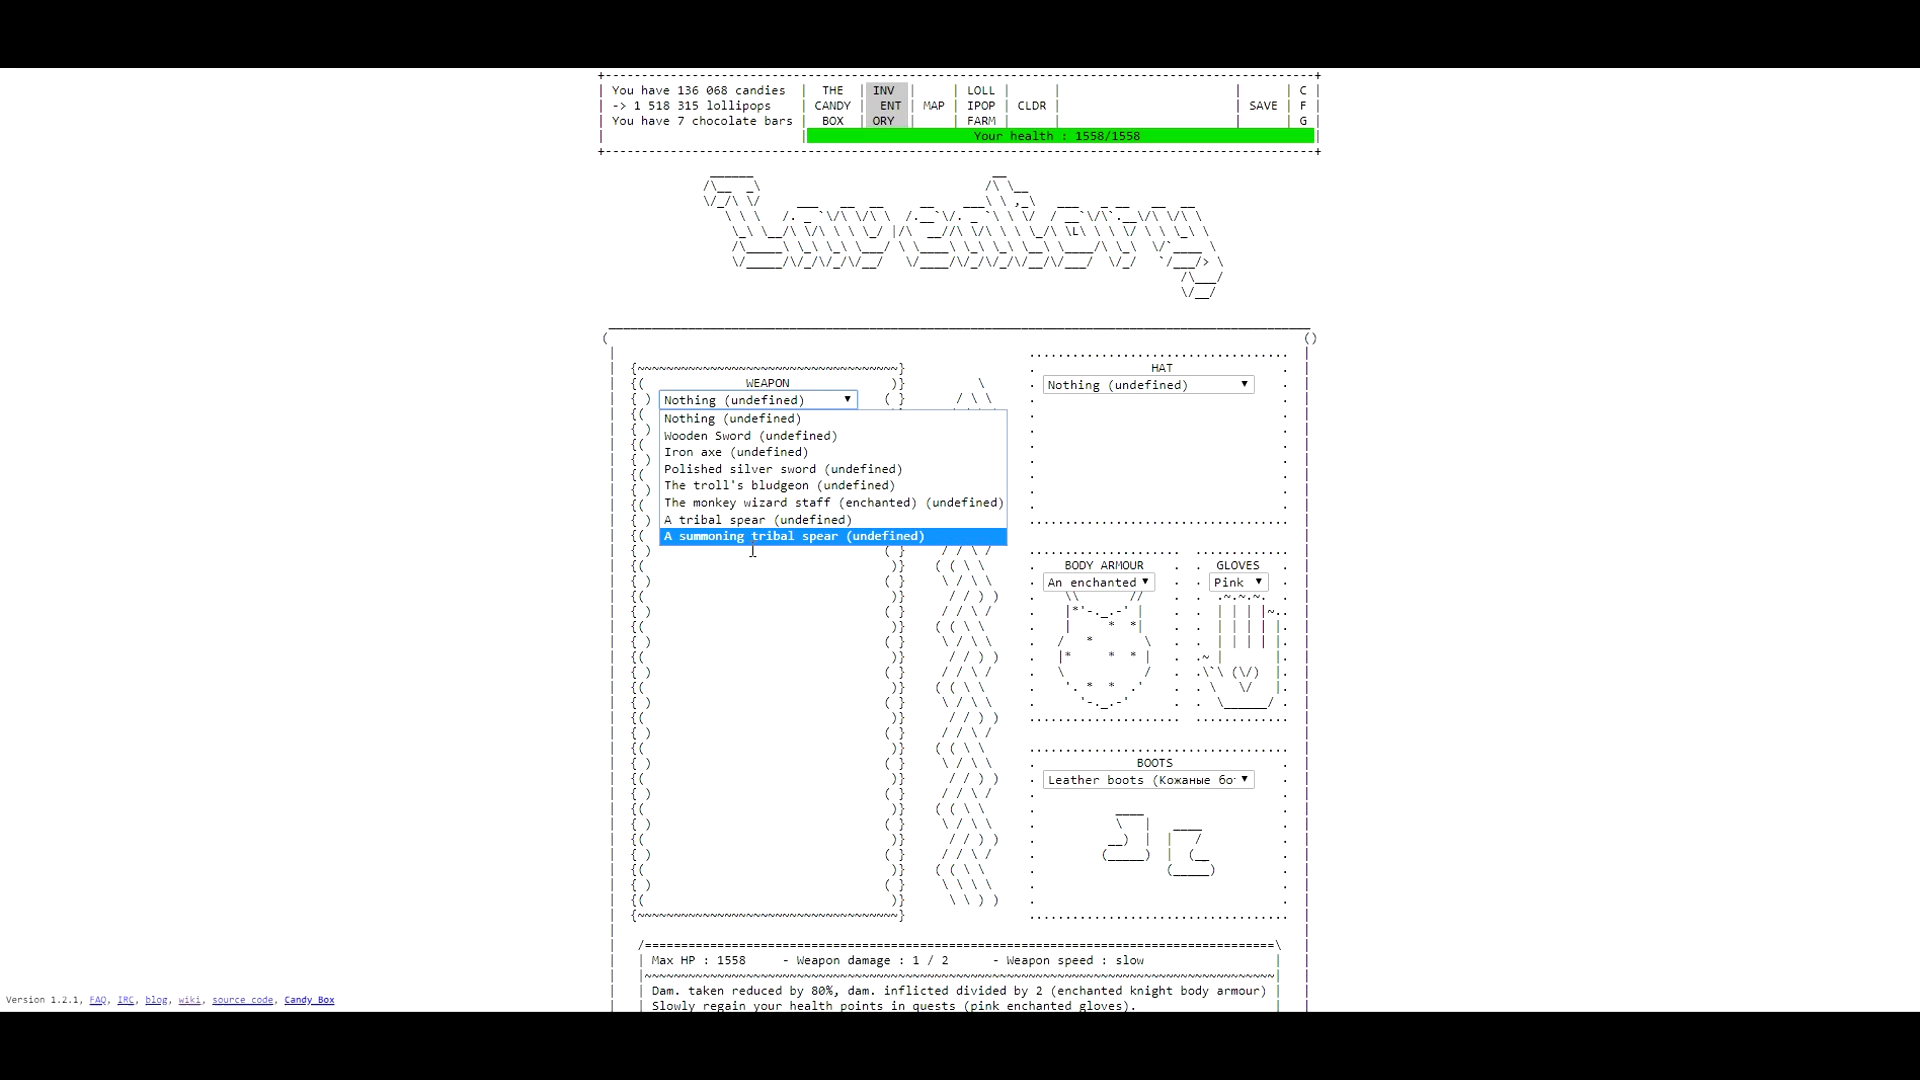 You have 136 068 candies
-> 1 518 315 lollipops
You have 7 chocolate bars
THE CANDY BOX
INV ENT ORY
MAP
LOLL IPOP FARM
CLDR
SAVE
C F G
Your health : 1558/1558
Inventory
WEAPON
Nothing (undefined)
Nothing (undefined)
Wooden Sword (undefined)
Iron axe (undefined)
Polished silver sword (undefined)
The troll's bludgeon (undefined)
The monkey wizard staff (enchanted) (undefined)
A tribal spear (undefined)
A summoning tribal spear (undefined)
HAT
Nothing (undefined)
BODY ARMOUR
An enchanted
GLOVES
Pink
BOOTS
Leather boots (Кожаные бо
Max HP : 1558 - Weapon damage : 1 / 2 - Weapon speed : slow
Dam. taken reduced by 80%, dam. inflicted divided by 2 (enchanted knight body armour)
Slowly regain your health points in quests (pink enchanted gloves).
Version 1.2.1, FAQ, IRC, blog, wiki, source code, Candy Box